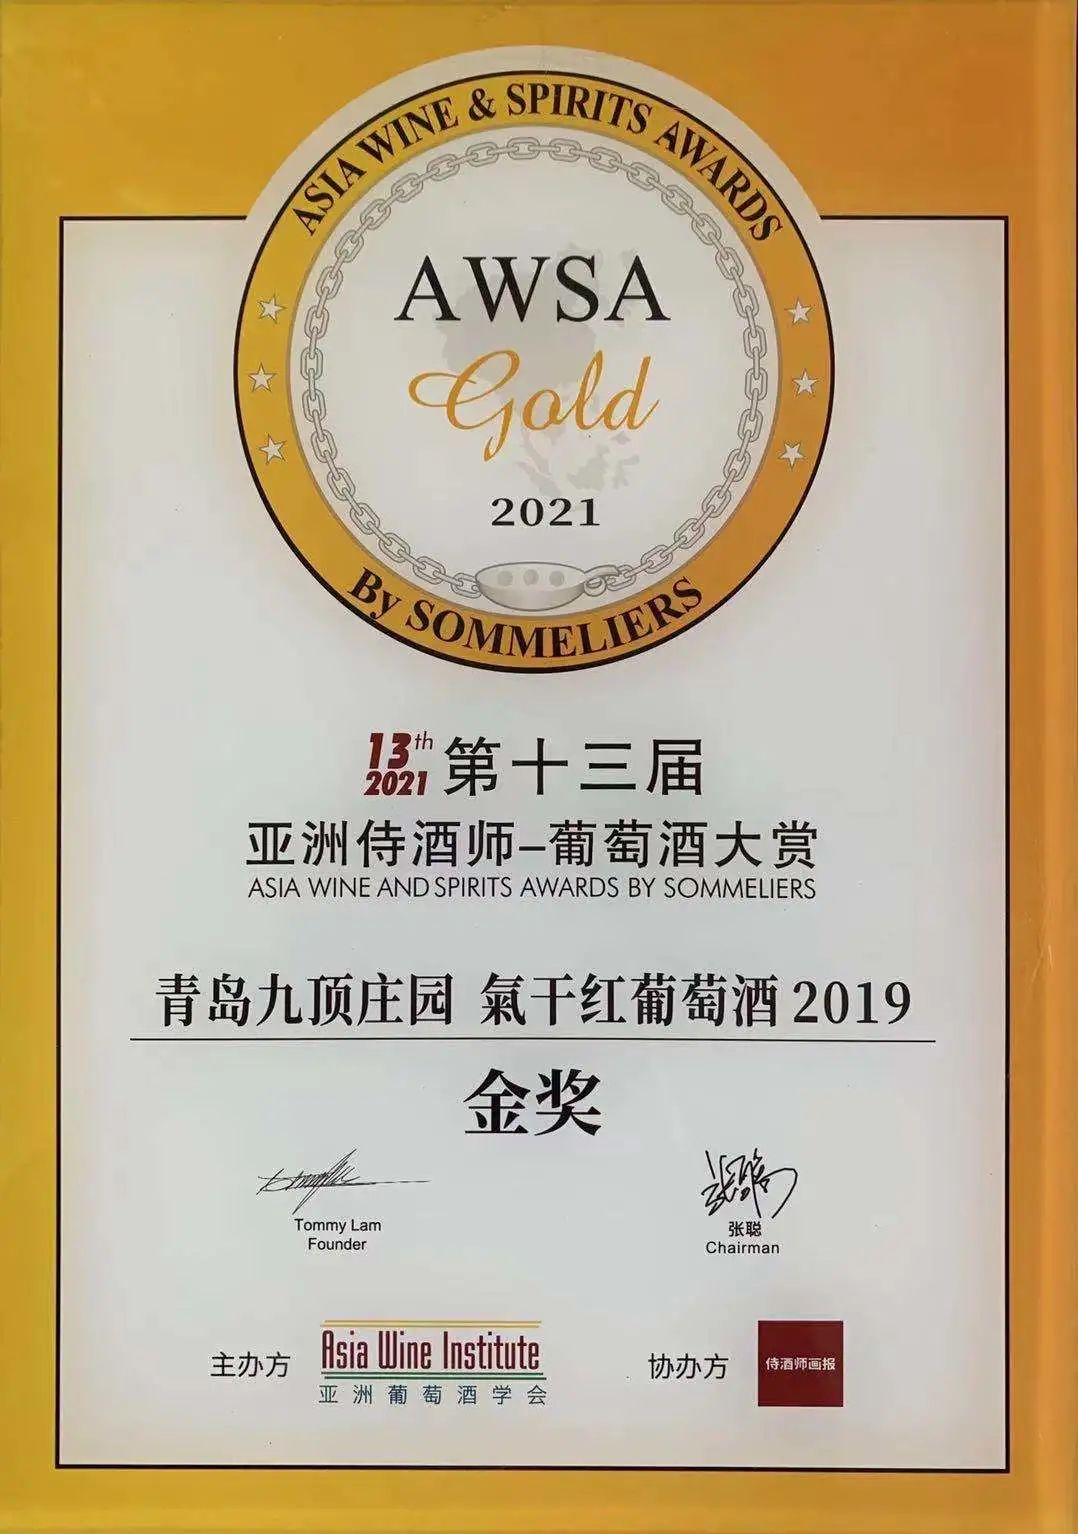 ASIA WINE & SPIRITS AWARDS
AWSA
Gold
2021
By SOMMELIERS
13th 2021 第十三届
亚洲侍酒师-葡萄酒大赏
ASIA WINE AND SPIRITS AWARDS BY SOMMELIERS
青岛九顶庄园 氣干红葡萄酒 2019
金奖
Tommy Lam
Founder
张聪
Chairman
主办方
Asia Wine Institute
亚洲葡萄酒学会
协办方
侍酒师画报